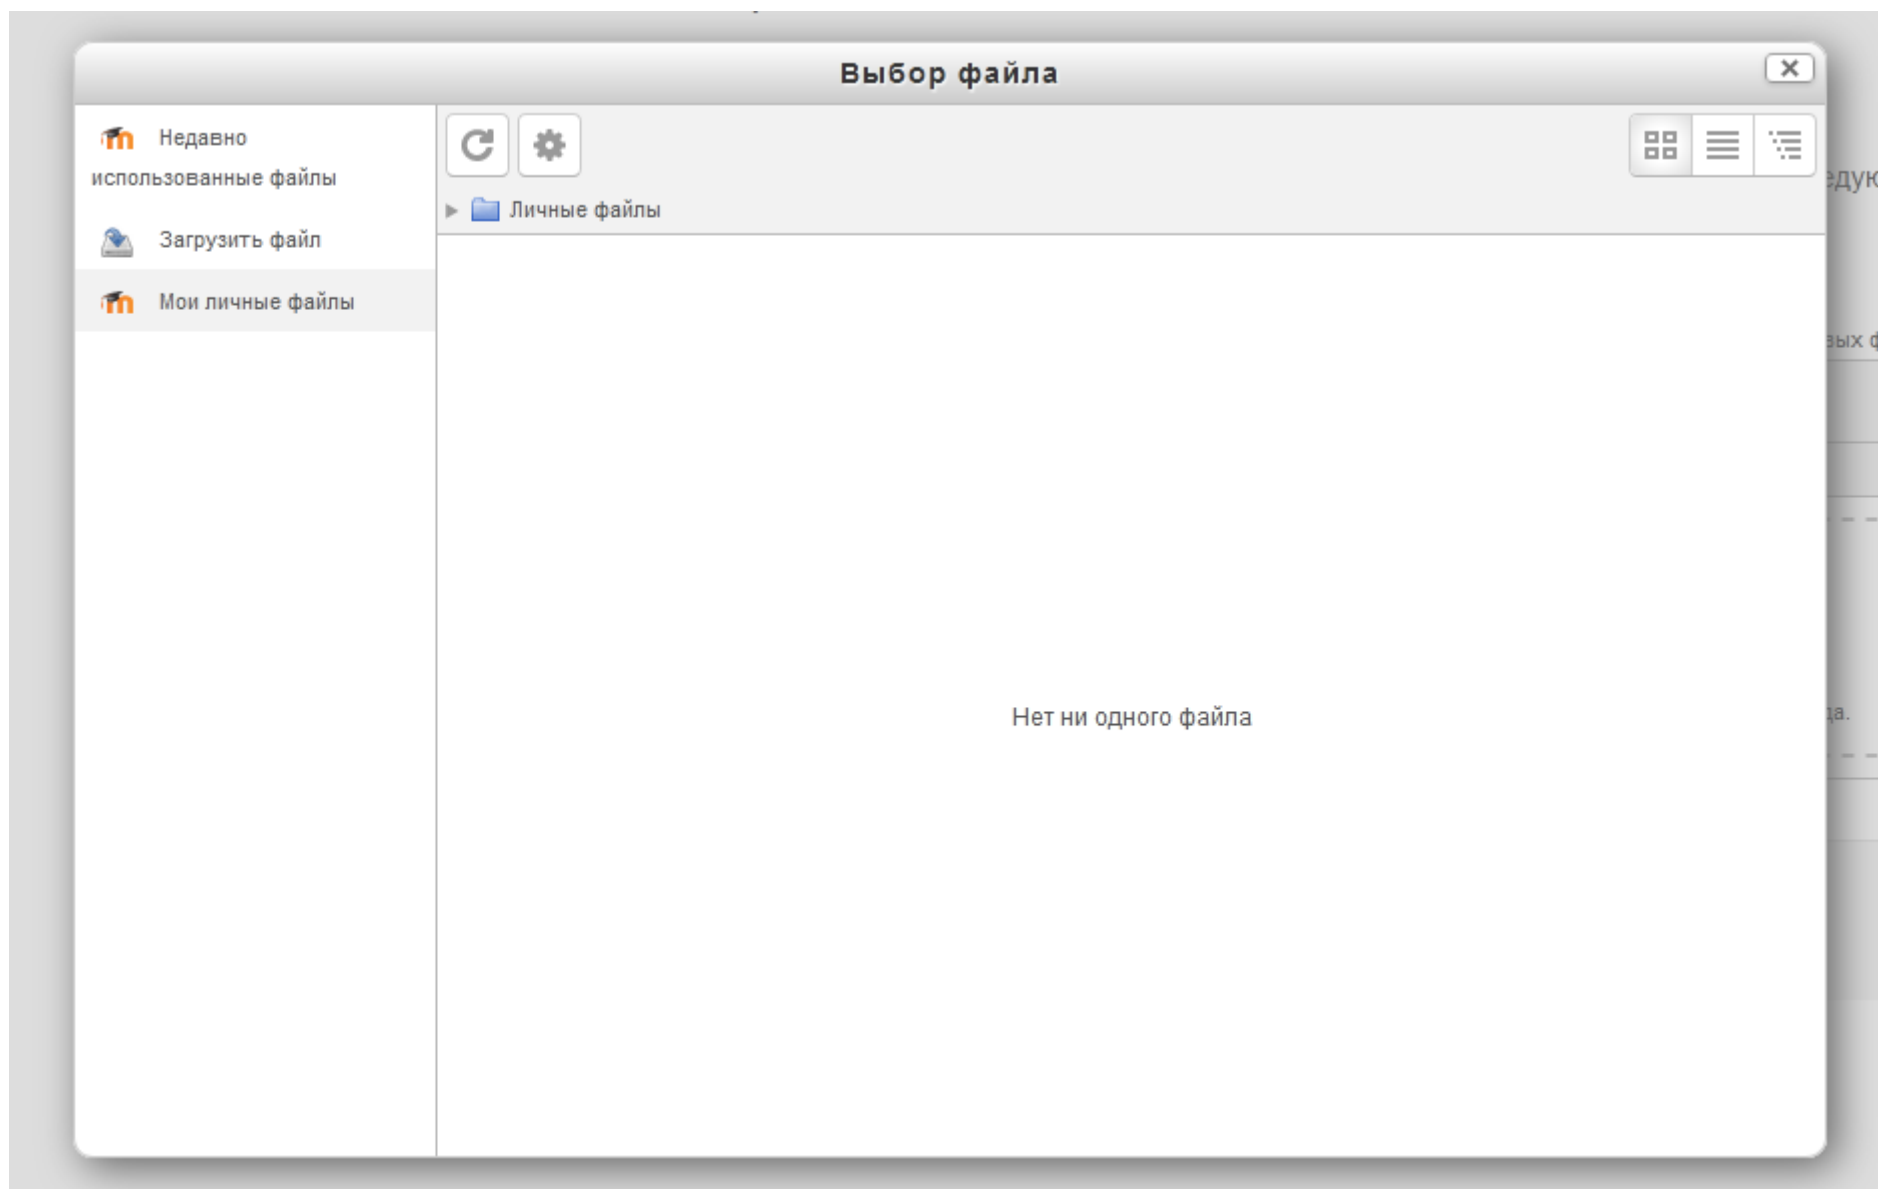 Выбор файла
Недавно
использованные файлы
Загрузить файл
Мои личные файлы
Личные файлы
Нет ни одного файла